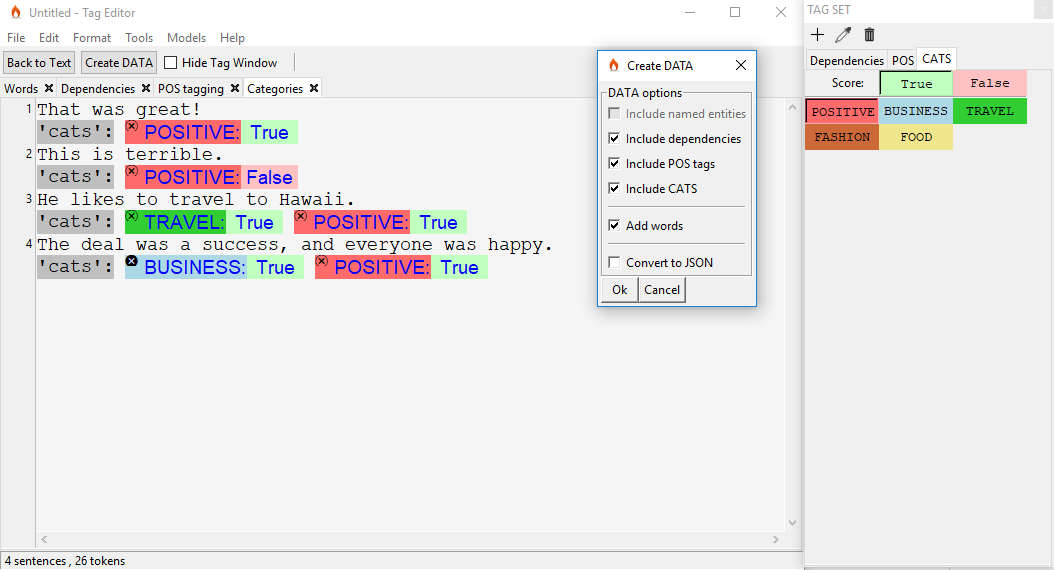 Untitled - Tag Editor
File Edit Format Tools Models Help
Back to Text Create DATA Hide Tag Window
Words Dependencies POS tagging Categories
1 That was great!
'cats': POSITIVE: True
2 This is terrible.
'cats': POSITIVE: False
3 He likes to travel to Hawaii.
'cats': TRAVEL: True POSITIVE: True
4 The deal was a success, and everyone was happy.
'cats': BUSINESS: True POSITIVE: True
4 sentences , 26 tokens
Create DATA
DATA options
Include named entities
Include dependencies
Include POS tags
Include CATS
Add words
Convert to JSON
Ok Cancel
TAG SET
Dependencies POS CATS
Score: True False
POSITIVE BUSINESS TRAVEL
FASHION FOOD